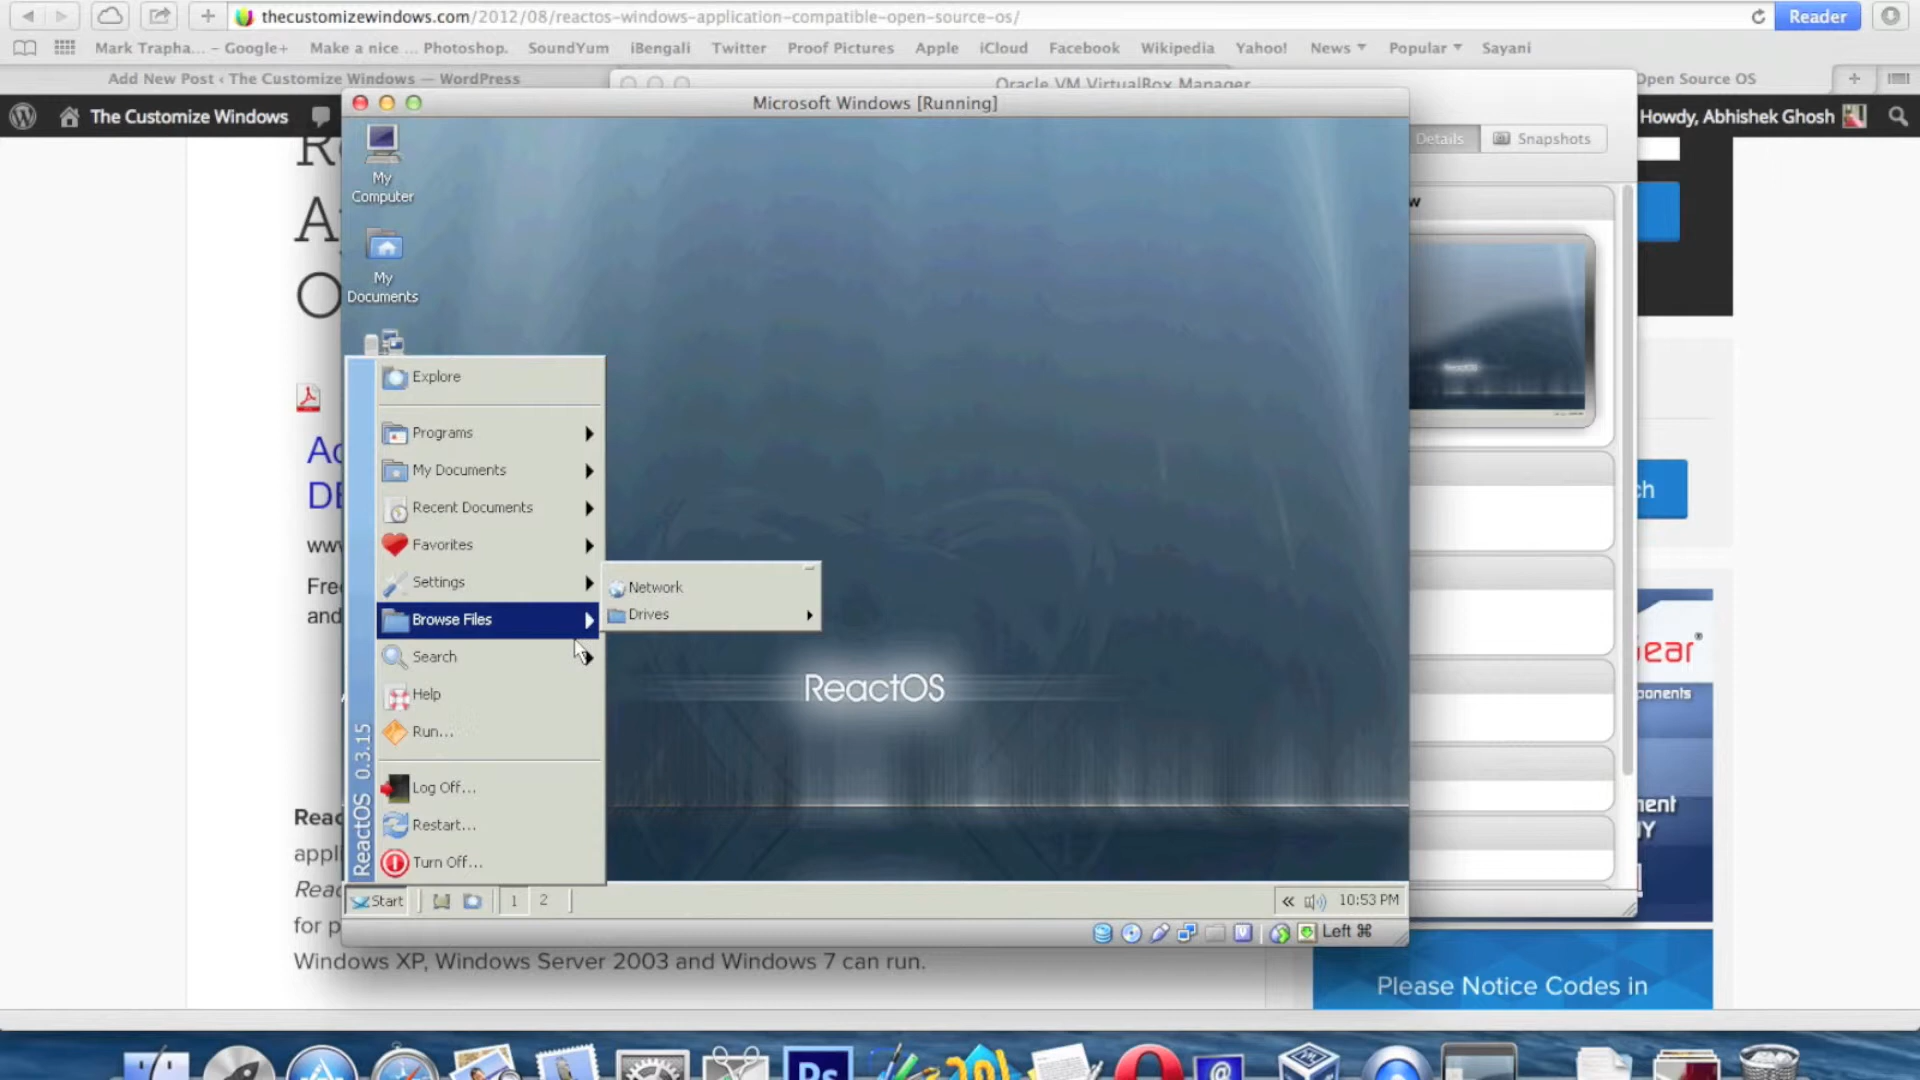 thecustomizewindows.com/2012/08/reactos-windows-application-compatible-open-source-os/
Reader
Mark Trapha... – Google+
Make a nice ... Photoshop.
SoundYum
iBengali
Twitter
Proof Pictures
Apple
iCloud
Facebook
Wikipedia
Yahoo!
News
Popular
Sayani
Add New Post ‹ The Customize Windows — WordPress
Oracle VM VirtualBox Manager
Open Source OS
The Customize Windows
Microsoft Windows [Running]
Howdy, Abhishek Ghosh
Details
Snapshots
My Computer
My Documents
Explore
Programs
My Documents
Recent Documents
Favorites
Settings
Browse Files
Search
Help
Run...
Log Off...
Restart...
Turn Off...
ReactOS 0.3.15
Network
Drives
ReactOS
Start
1
2
10:53 PM
Left ⌘
for p
Windows XP, Windows Server 2003 and Windows 7 can run.
Please Notice Codes in
Ps